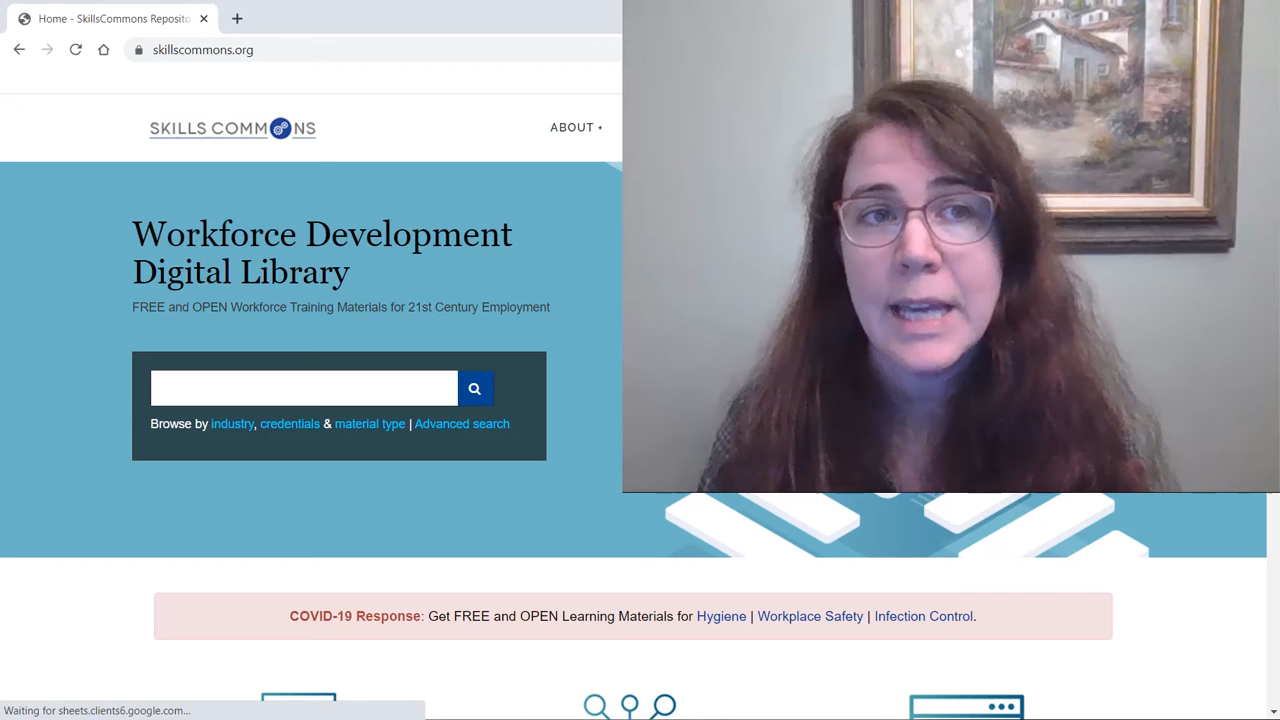 Home - SkillsCommons Reposito
skillscommons.org
SKILLS COMMONS
ABOUT +
Workforce Development
Digital Library
FREE and OPEN Workforce Training Materials for 21st Century Employment
Browse by industry, credentials & material type | Advanced search
COVID-19 Response: Get FREE and OPEN Learning Materials for Hygiene | Workplace Safety | Infection Control.
Waiting for sheets.clients6.google.com...